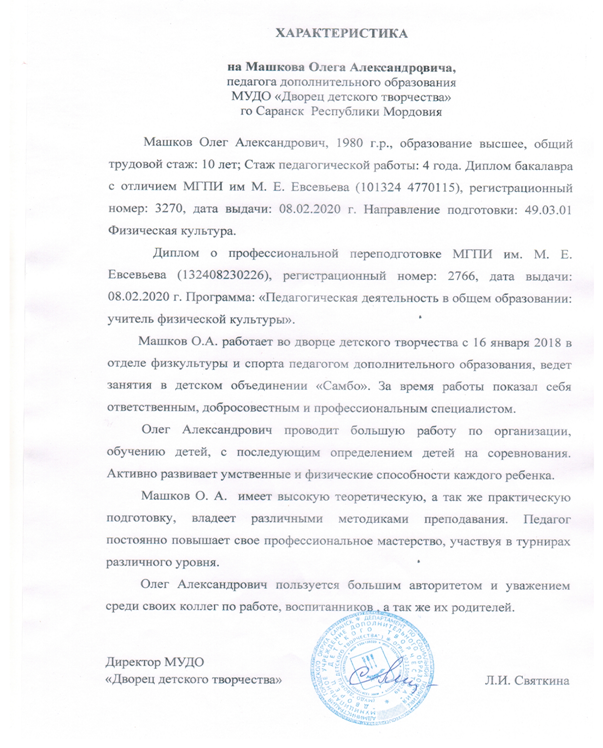 ХАРАКТЕРИСТИКА
на Машкова Олега Александровича,
педагога дополнительного образования
МУДО «Дворец детского творчества»
го Саранск Республики Мордовия
Машков Олег Александрович, 1980 г.р., образование высшее, общий
трудовой стаж: 10 лет; Стаж педагогической работы: 4 года. Диплом бакалавра
с отличием МГПИ им М. Е. Евсевьева (101324 4770115), регистрационный
номер: 3270, дата выдачи: 08.02.2020 г. Направление подготовки: 49.03.01
Физическая культура.
Диплом о профессиональной переподготовке МГПИ им. М. Е.
Евсевьева (132408230226), регистрационный номер: 2766, дата выдачи:
08.02.2020 г. Программа: «Педагогическая деятельность в общем образовании:
учитель физической культуры».
Машков О.А. работает во дворце детского творчества с 16 января 2018 в
отделе физкультуры и спорта педагогом дополнительного образования, ведет
занятия в детском объединении «Самбо». За время работы показал себя
ответственным, добросовестным и профессиональным специалистом.
Олег Александрович проводит большую работу по организации,
обучению детей, с последующим определением детей на соревнования.
Активно развивает умственные и физические способности каждого ребенка.
Машков О. А. имеет высокую теоретическую, а так же практическую
подготовку, владеет различными методиками преподавания. Педагог
постоянно повышает свое профессиональное мастерство, участвуя в турнирах
различного уровня.
Олег Александрович пользуется большим авторитетом и уважением
среди своих коллег по работе, воспитанников , а так же их родителей.
Директор МУДО
«Дворец детского творчества» Л.И. Святкина